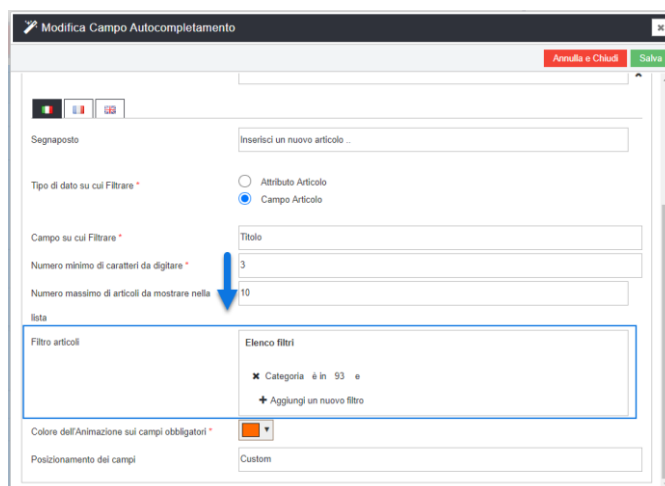 Modifica Campo Autocompletamento
Annulla e Chiudi Salva
Segnaposto Inserisci un nuovo articolo ..
Tipo di dato su cui Filtrare * Attributo Articolo
Campo Articolo
Campo su cui Filtrare * Titolo
Numero minimo di caratteri da digitare * 3
Numero massimo di articoli da mostrare nella 10
lista
Filtro articoli Elenco filtri
Categoria è in 93 e
Aggiungi un nuovo filtro
Colore dell'Animazione sui campi obbligatori *
Posizionamento dei campi Custom